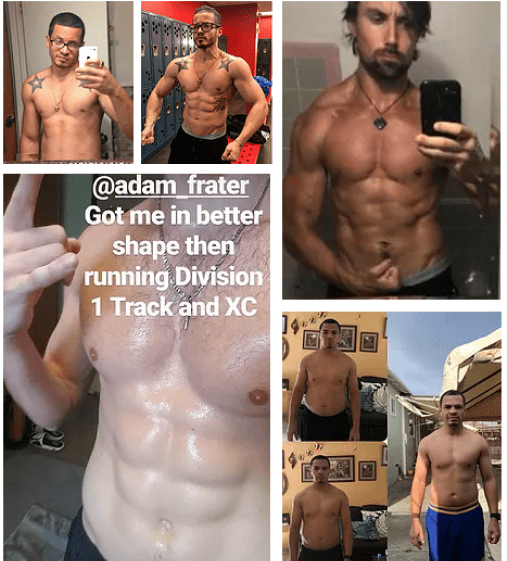 @adam_frater
Got me in better
shape then
running Division
1 Track and XC